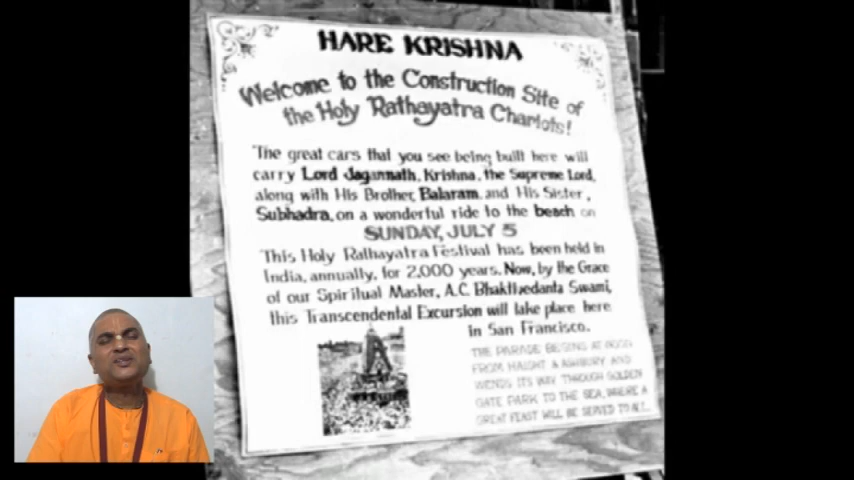 HARE KRISHNA
Welcome to the Construction Site of
the Holy Rathayatra Chariots!
The great cars that you see being built here will
carry Lord Jagannath, Krishna, the Supreme Lord,
along with His Brother, Balaram, and His Sister,
Subhadra, on a wonderful ride to the beach on
SUNDAY, JULY 5
This Holy Rathayatra Festival has been held in
India, annually, for 2,000 years. Now, by the Grace
of our Spiritual Master, A.C. Bhaktivedanta Swami,
this Transcendental Excursion will take place here
in San Francisco.
THE PARADE BEGINS AT NOON
FROM HAIGHT & ASHBURY AND
WENDS ITS WAY THROUGH GOLDEN
GATE PARK TO THE SEA, WHERE A
GREAT FEAST WILL BE SERVED TO ALL.